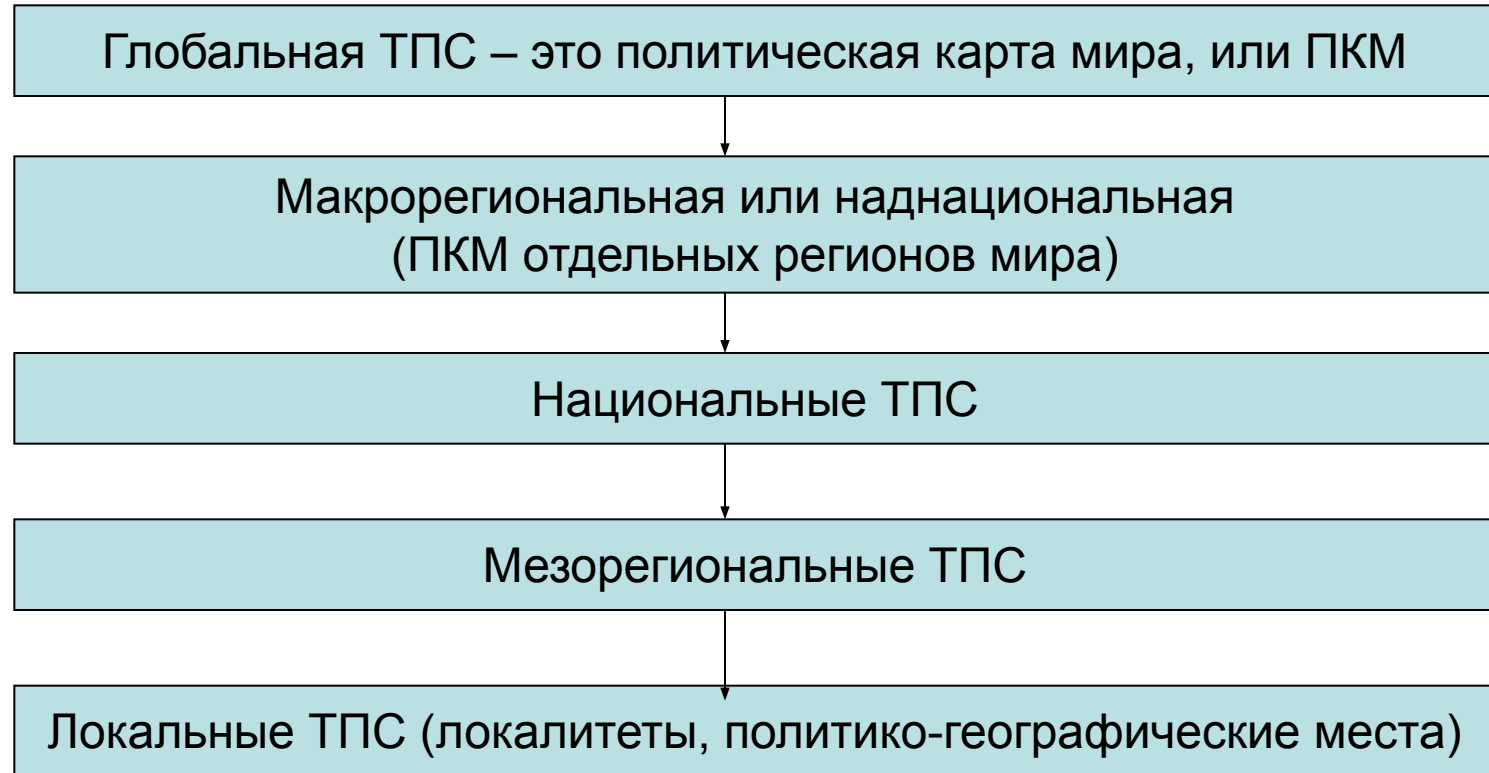 Глобальная ТПС – это политическая карта мира, или ПКМ
Макрорегиональная или наднациональная
(ПКМ отдельных регионов мира)
Национальные ТПС
Мезорегиональные ТПС
Локальные ТПС (локалитеты, политико-географические места)